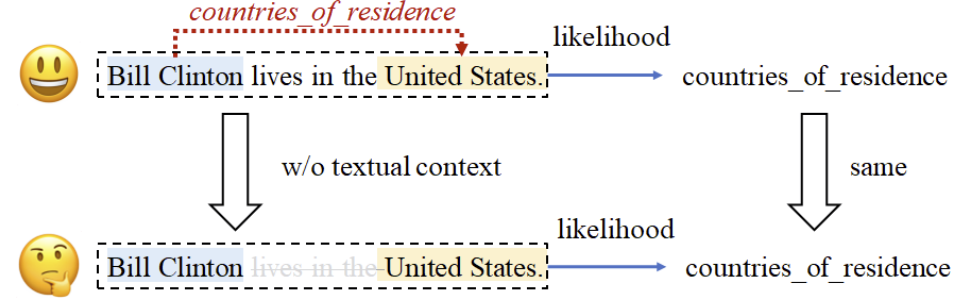 countries_of_residence
likelihood
Bill Clinton lives in the United States.
countries_of_residence
w/o textual context
same
likelihood
Bill Clinton lives in the United States.
countries_of_residence